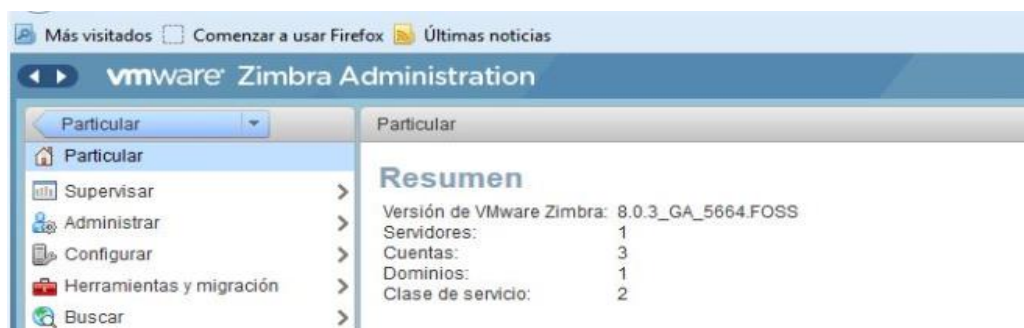 Más visitados Comenzar a usar Firefox Últimas noticias
vmware Zimbra Administration
Particular
Particular
Supervisar
Administrar
Configurar
Herramientas y migración
Buscar
Particular
Resumen
Versión de VMware Zimbra: 8.0.3_GA_5664.FOSS
Servidores: 1
Cuentas: 3
Dominios: 1
Clase de servicio: 2